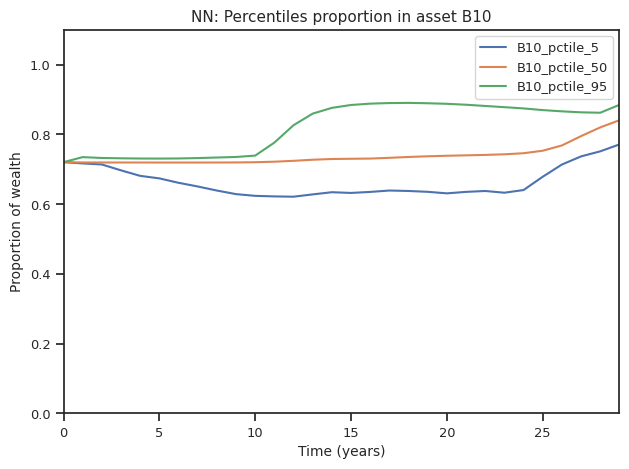 NN: Percentiles proportion in asset B10
B10_pctile_5
B10_pctile_50
B10_pctile_95
Proportion of wealth
1.0
0.8
0.6
0.4
0.2
0.0
0 5 10 15 20 25
Time (years)